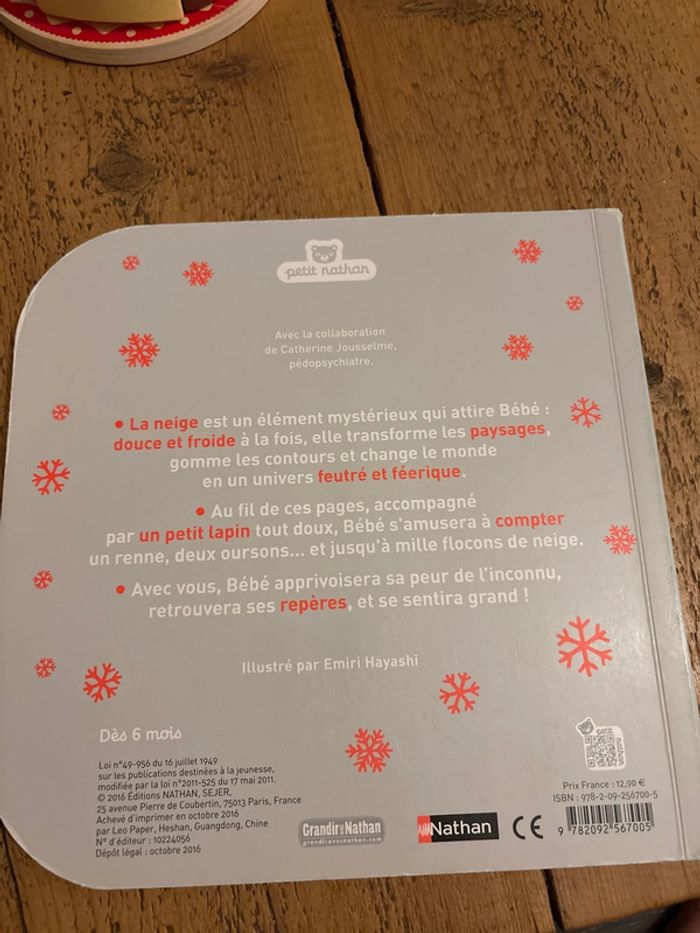 petit nathan
Avec la collaboration
de Catherine Jousselme,
pédopsychiatre.
• La neige est un élément mystérieux qui attire Bébé :
douce et froide à la fois, elle transforme les paysages,
gomme les contours et change le monde
en un univers feutré et féerique.
• Au fil de ces pages, accompagné
par un petit lapin tout doux, Bébé s'amusera à compter
un renne, deux oursons... et jusqu'à mille flocons de neige.
• Avec vous, Bébé apprivoisera sa peur de l'inconnu,
retrouvera ses repères, et se sentira grand !
Illustré par Emiri Hayashi
Dès 6 mois
Loi n°49-956 du 16 juillet 1949
sur les publications destinées à la jeunesse,
modifiée par la loi n°2011-525 du 17 mai 2011.
© 2016 Éditions NATHAN, SEJER,
25 avenue Pierre de Coubertin, 75013 Paris, France
Achevé d'imprimer en octobre 2016
par Leo Paper, Heshan, Guangdong, Chine
N° d'éditeur : 10224056
Dépôt légal : octobre 2016
Grandir avec Nathan
grandiravecnathan.com
Nathan
CE
petit nathan
Prix France : 12,90 €
ISBN : 978-2-09-256700-5
9 782092 567005